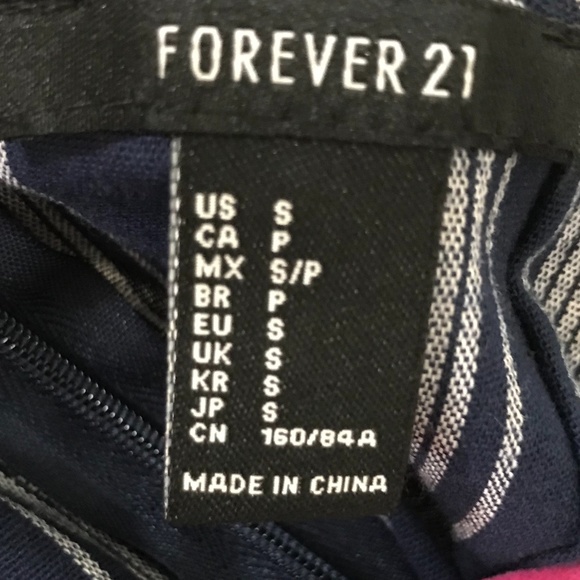 FOREVER 21
US S
CA P
MX S/P
BR P
EU S
UK S
KR S
JP S
CN 160/84A
MADE IN CHINA